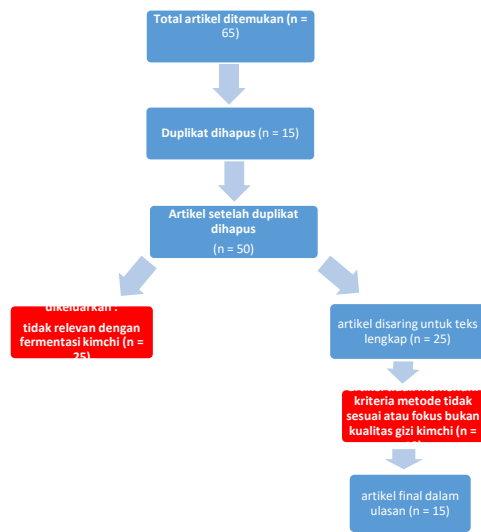 Total artikel ditemukan (n =
65)
Duplikat dihapus (n = 15)
Artikel setelah duplikat
dihapus
(n = 50)
dikeluarkan :
tidak relevan dengan
fermentasi kimchi (n =
25)
artikel disaring untuk teks
lengkap (n = 25)
kriteria metode tidak
sesuai atau fokus bukan
kualitas gizi kimchi (n =
artikel final dalam
ulasan (n = 15)